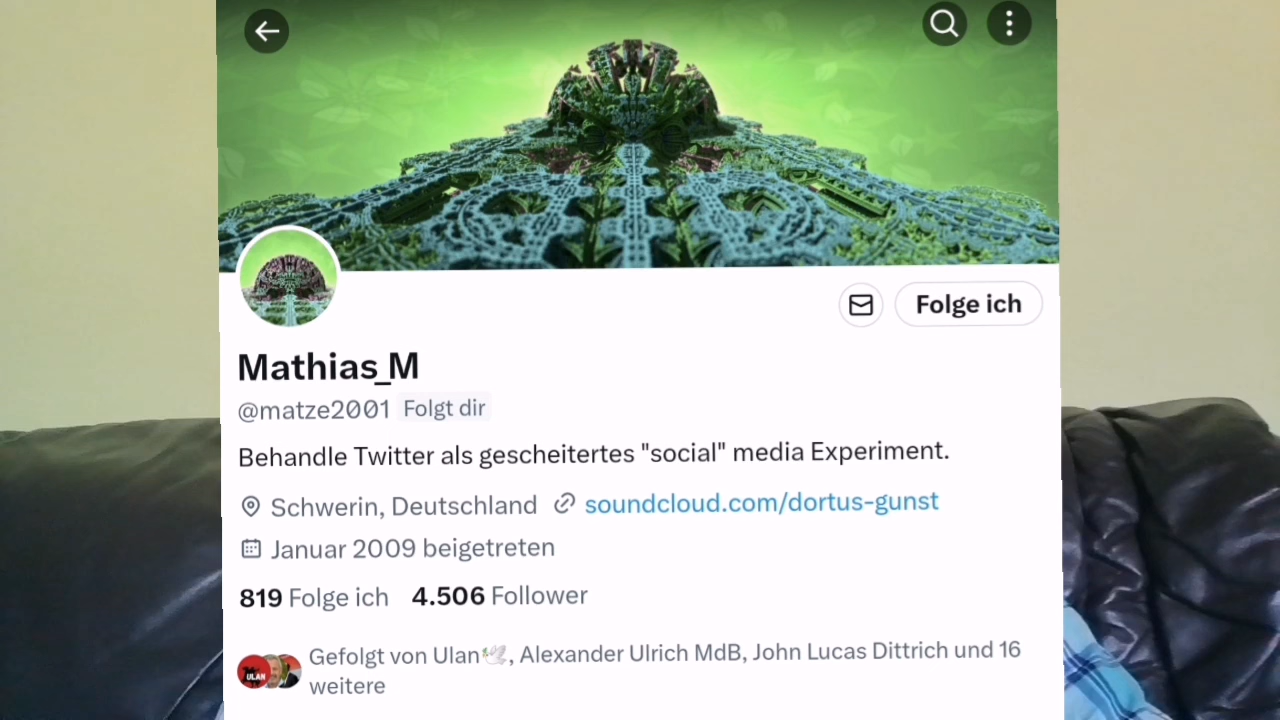 Folge ich
Mathias_M
@matze2001 Folgt dir
Behandle Twitter als gescheitertes "social" media Experiment.
Schwerin, Deutschland soundcloud.com/dortus-gunst
Januar 2009 beigetreten
819 Folge ich 4.506 Follower
ULAN
Gefolgt von Ulan🕊️, Alexander Ulrich MdB, John Lucas Dittrich und 16
weitere